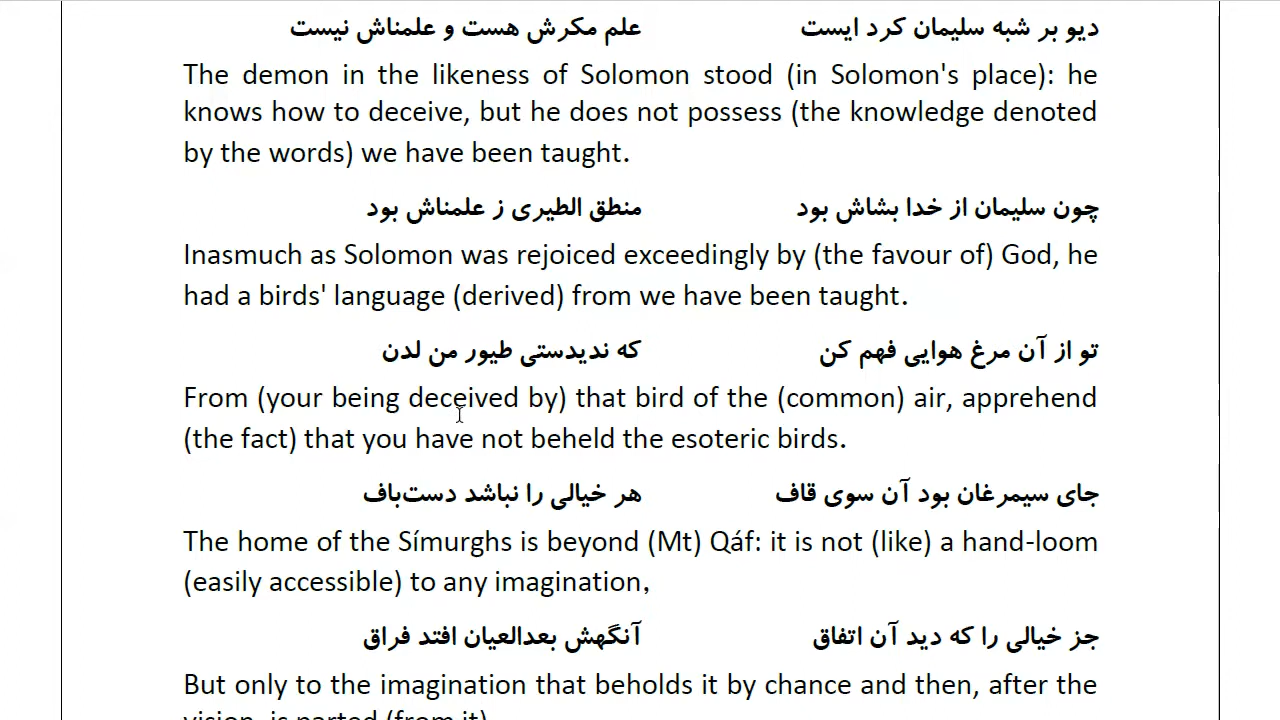 دیو بر شبه سلیمان کرد ایست علم مکرش هست و علمناش نیست
The demon in the likeness of Solomon stood (in Solomon's place): he
knows how to deceive, but he does not possess (the knowledge denoted
by the words) we have been taught.
چون سلیمان از خدا بشاش بود منطق الطیری ز علمناش بود
Inasmuch as Solomon was rejoiced exceedingly by (the favour of) God, he
had a birds' language (derived) from we have been taught.
تو از آن مرغ هوایی فهم کن که ندیدستی طیور من لدن
From (your being deceived by) that bird of the (common) air, apprehend
(the fact) that you have not beheld the esoteric birds.
جای سیمرغان بود آن سوی قاف هر خیالی را نباشد دست‌باف
The home of the Símurghs is beyond (Mt) Qáf: it is not (like) a hand-loom
(easily accessible) to any imagination,
جز خیالی را که دید آن اتفاق آنگهش بعدالعیان افتد فراق
But only to the imagination that beholds it by chance and then, after the
vision, is parted (from it)